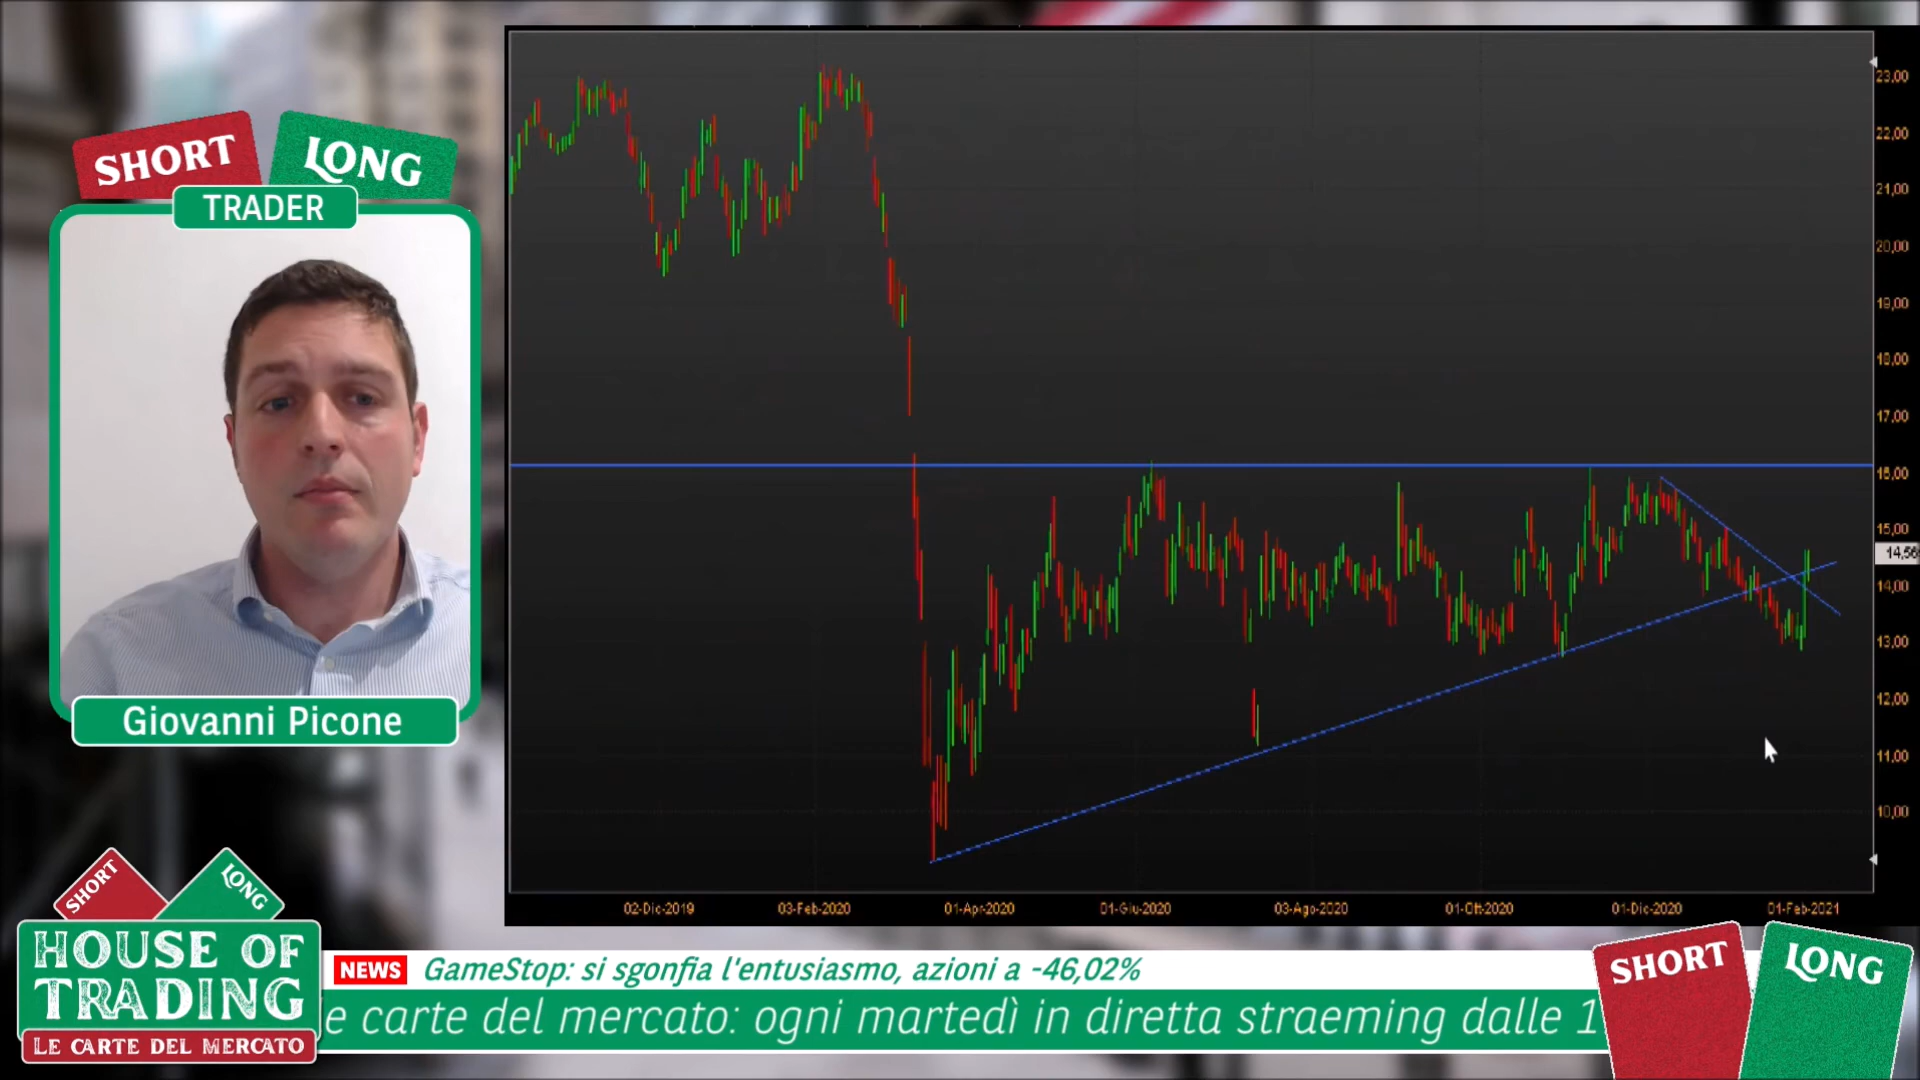 SHORT
LONG
TRADER
Giovanni Picone
23,00
22,00
21,00
20,00
19,00
18,00
17,00
16,00
15,00
14,56
14,00
13,00
12,00
11,00
10,00
02-Dic-2019
03-Feb-2020
01-Apr-2020
01-Giu-2020
03-Ago-2020
01-Ott-2020
01-Dic-2020
01-Feb-2021
SHORT
LONG
HOUSE OF
TRADING
LE CARTE DEL MERCATO
NEWS GameStop: si sgonfia l'entusiasmo, azioni a -46,02%
e carte del mercato: ogni martedì in diretta straeming dalle 1
SHORT
LONG